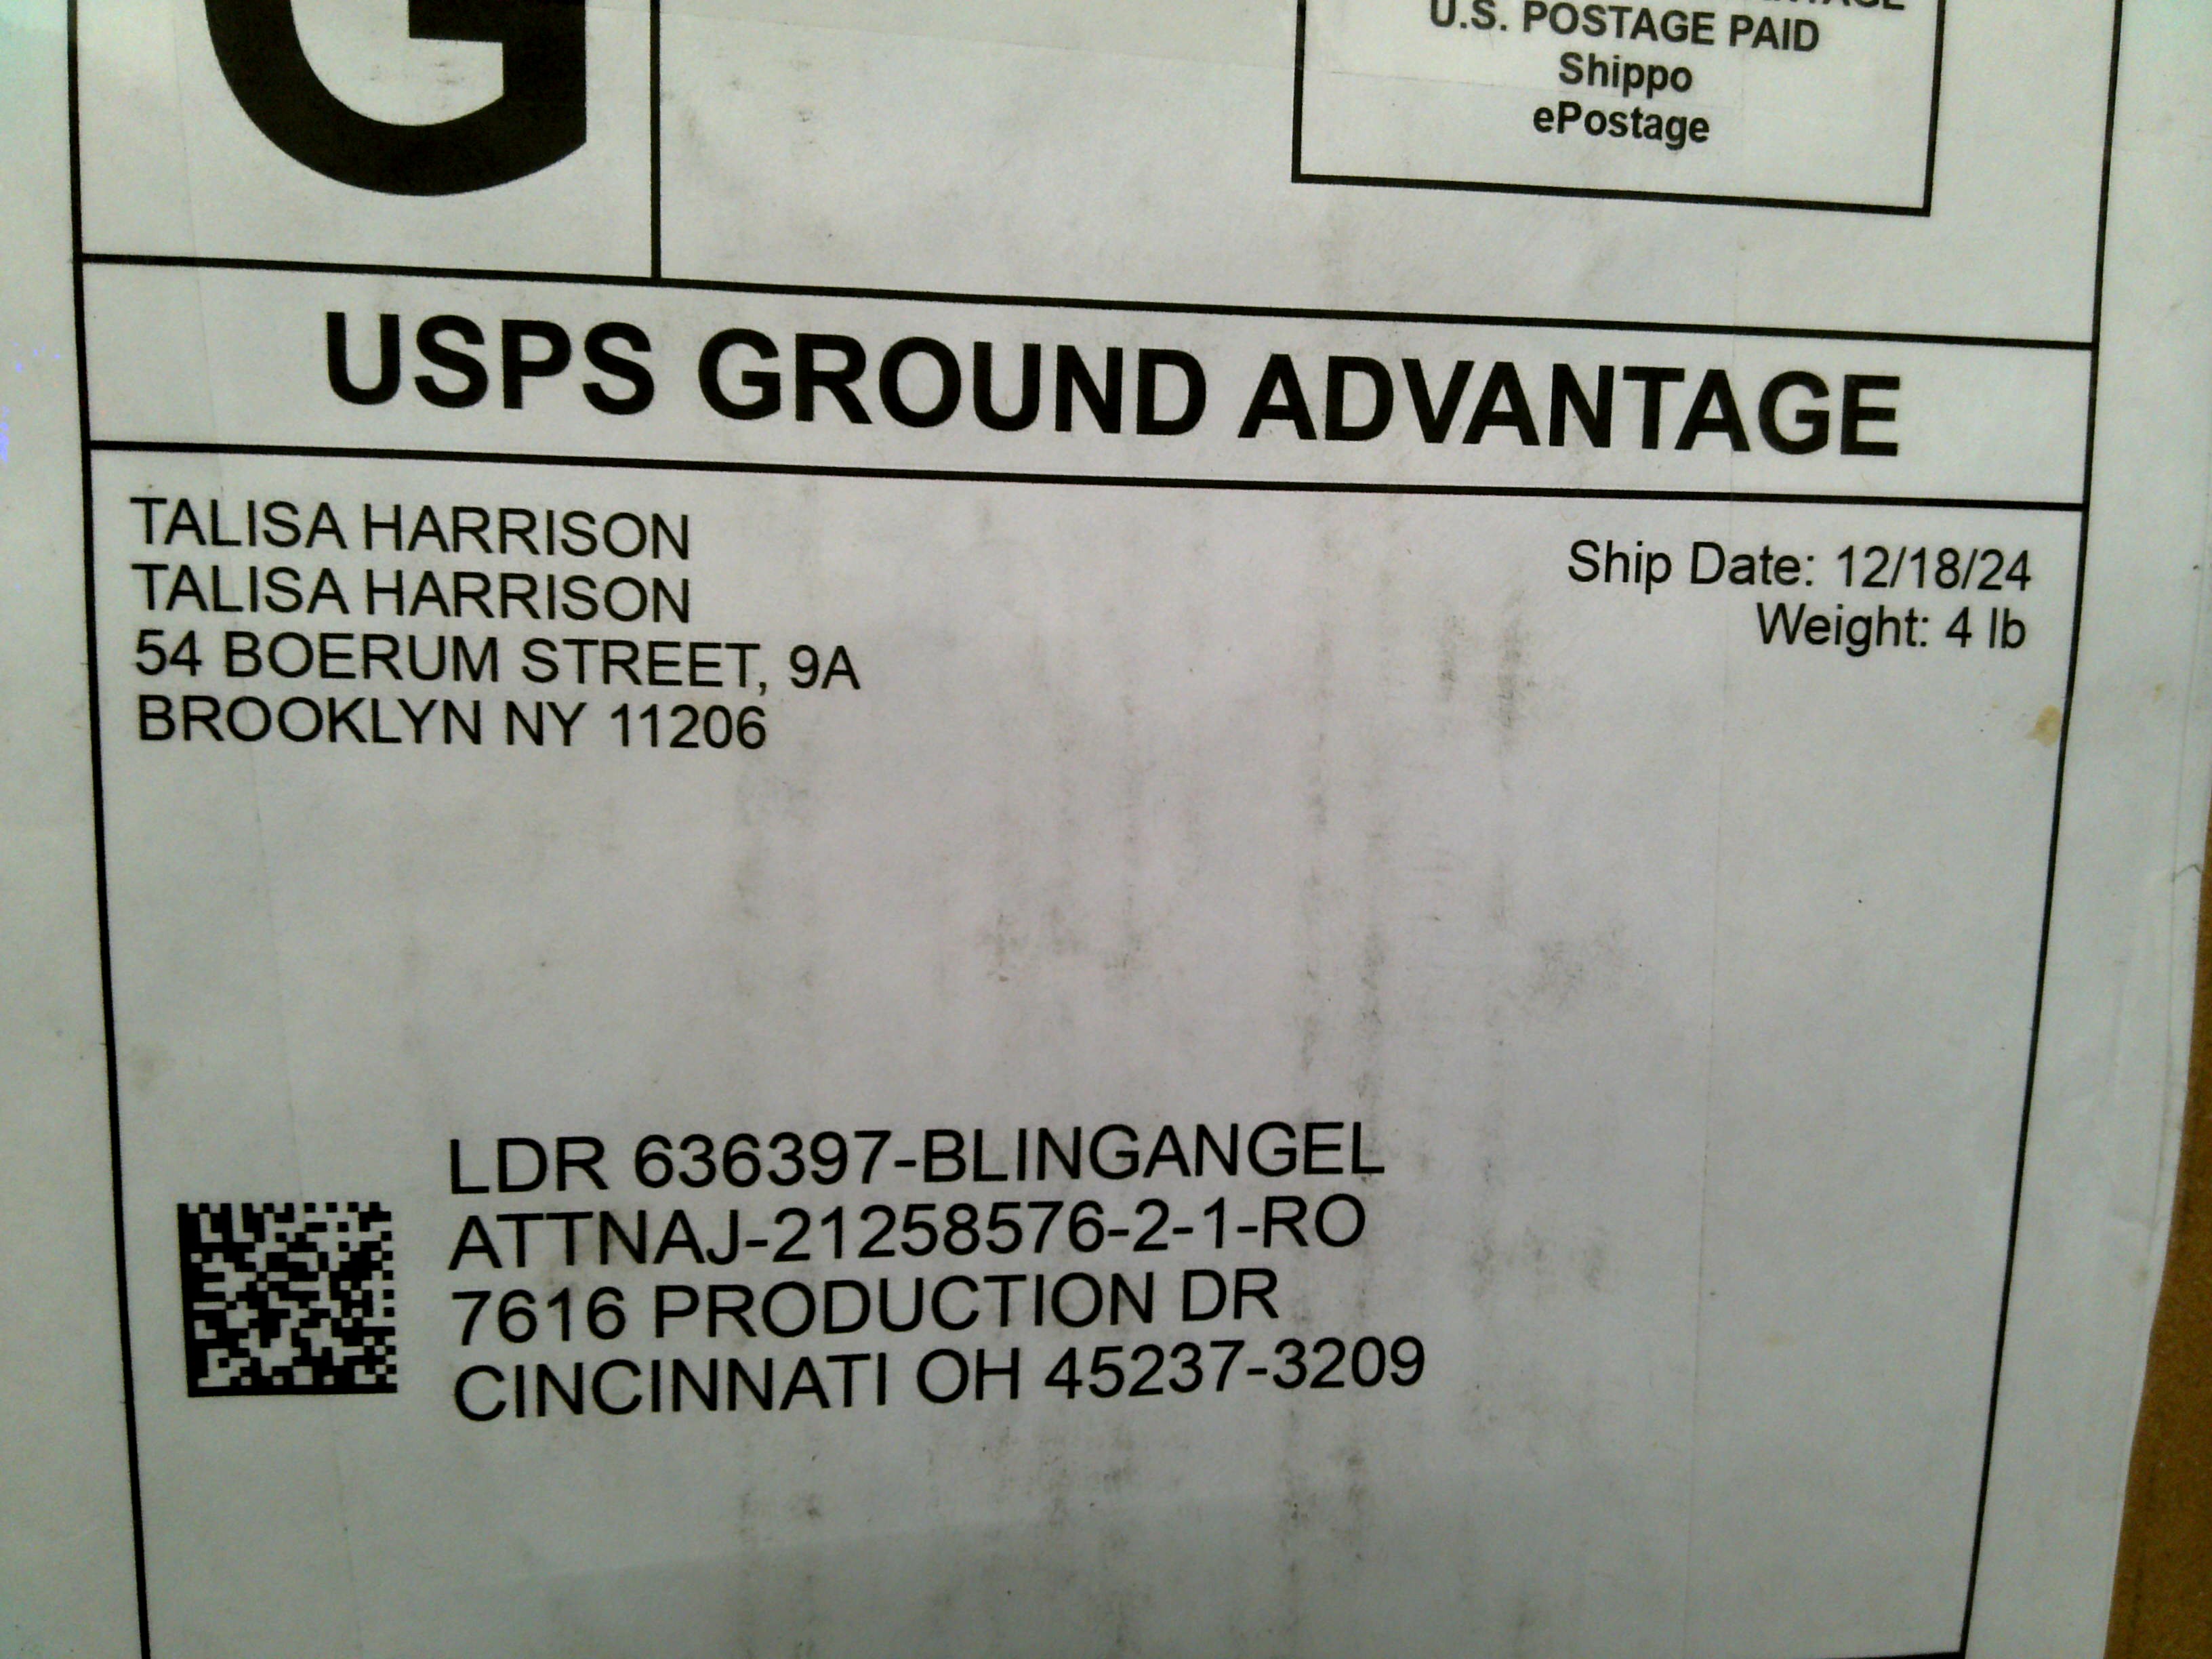 G
U.S. POSTAGE PAID
Shippo
ePostage
USPS GROUND ADVANTAGE
TALISA HARRISON
TALISA HARRISON
54 BOERUM STREET, 9A
BROOKLYN NY 11206
Ship Date: 12/18/24
Weight: 4 lb
LDR 636397-BLINGANGEL
ATTNAJ-21258576-2-1-RO
7616 PRODUCTION DR
CINCINNATI OH 45237-3209